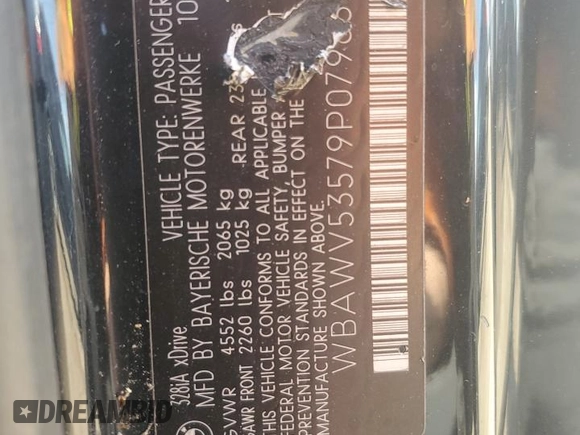 328iA xDrive VEHICLE TYPE: PASSENGER
MFD BY BAYERISCHE MOTORENWERKE 10
GVWR 4552 lbs 2065 kg
GAWR FRONT 2260 lbs 1025 kg REAR
THIS VEHICLE CONFORMS TO ALL APPLICABLE
FEDERAL MOTOR VEHICLE SAFETY, BUMPER
PREVENTION STANDARDS IN EFFECT ON THE
MANUFACTURE SHOWN ABOVE
DREAMBID